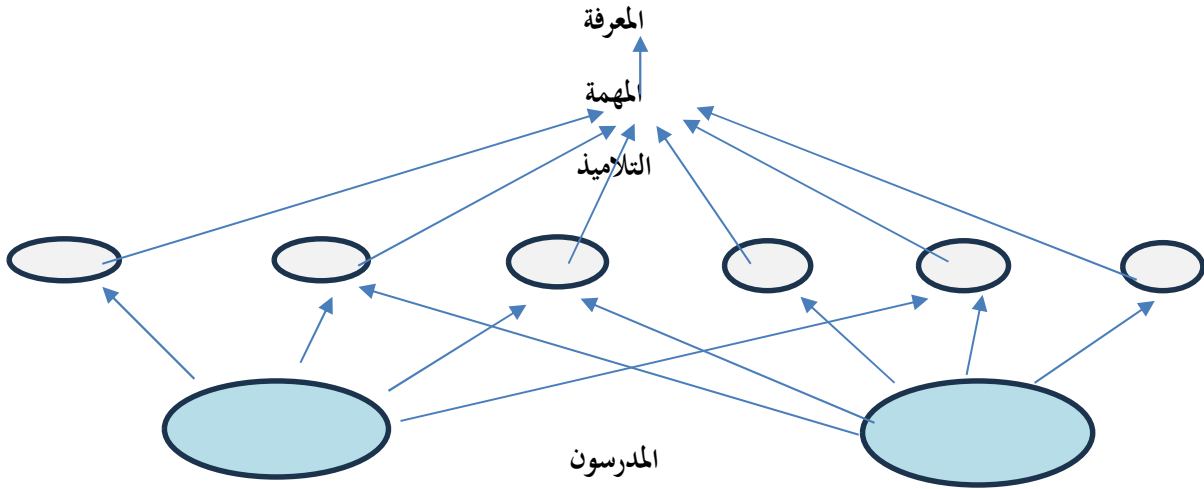 المعرفة
المهمة
التلاميذ
المدرسون